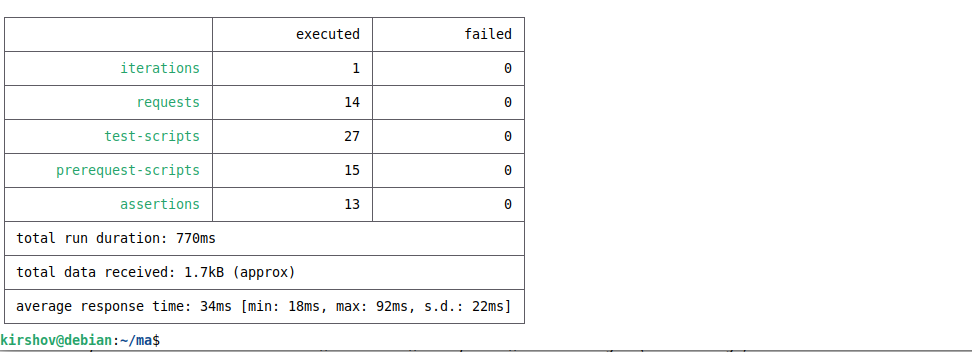 executed failed
iterations 1 0
requests 14 0
test-scripts 27 0
prerequest-scripts 15 0
assertions 13 0
total run duration: 770ms
total data received: 1.7kB (approx)
average response time: 34ms [min: 18ms, max: 92ms, s.d.: 22ms]
kirshov@debian:~/ma$